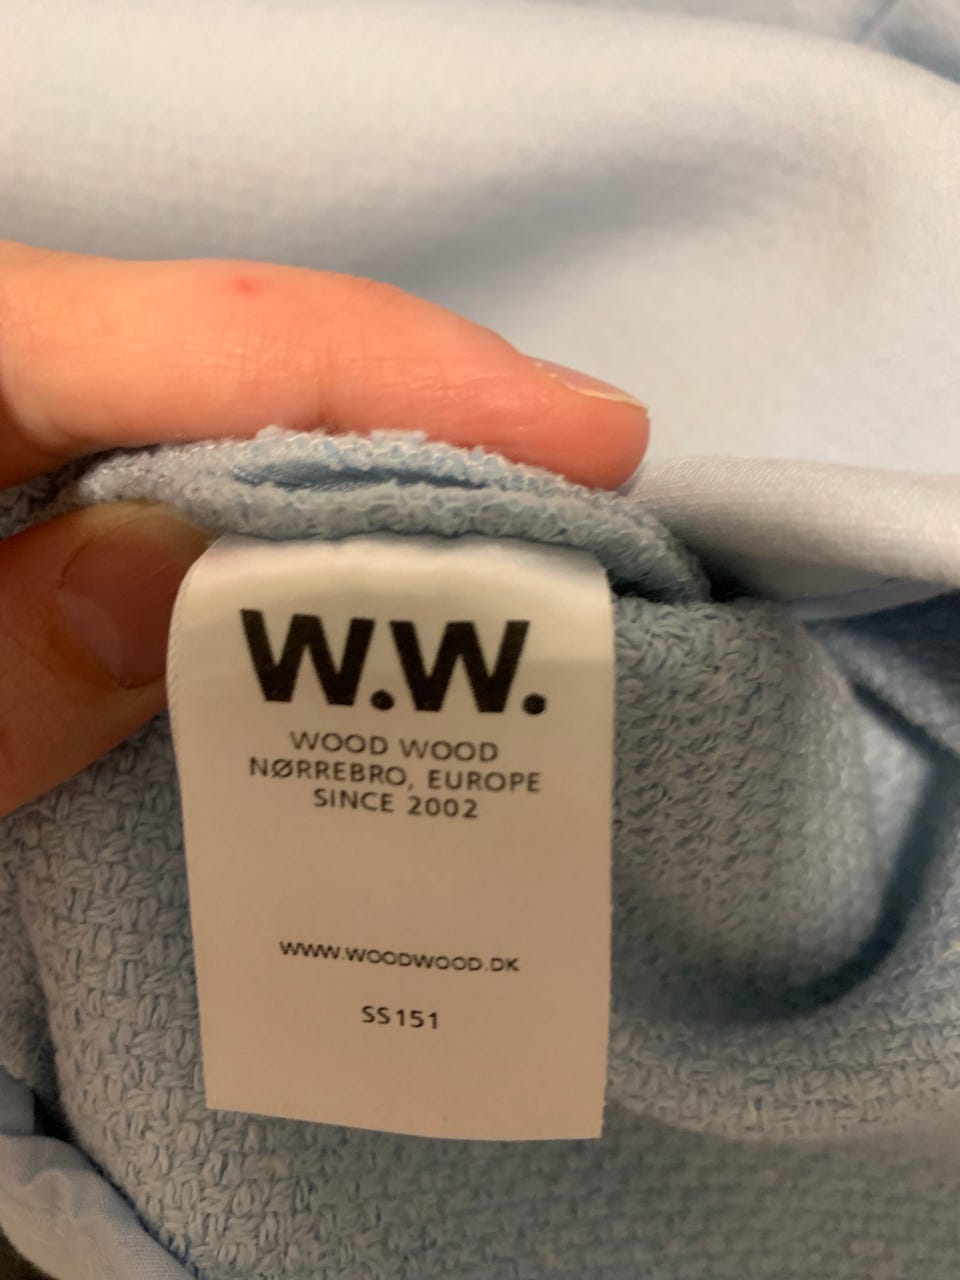 W.W.
WOOD WOOD
NØRREBRO, EUROPE
SINCE 2002
WWW.WOODWOOD.DK
SS151